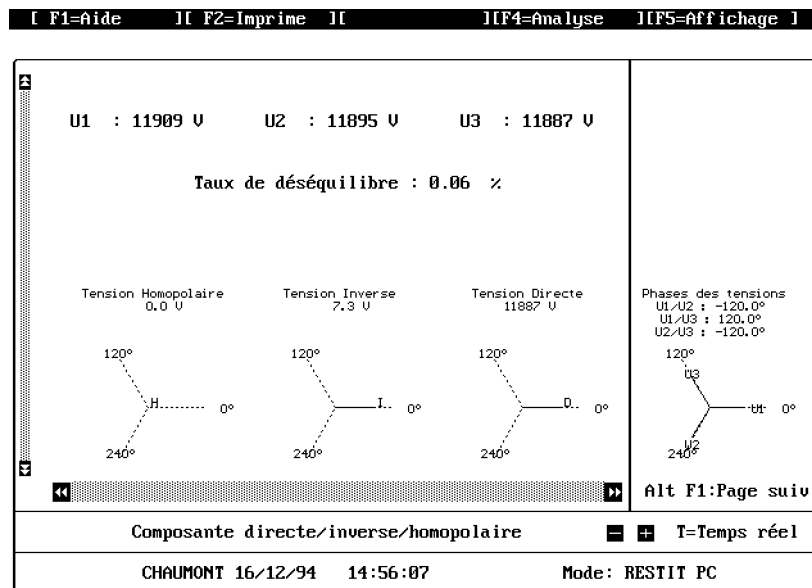 [ F1=Aide ][ F2=Imprime ][ ][F4=Analyse ][F5=Affichage ]
U1 : 11909 V U2 : 11895 V U3 : 11887 V
Taux de déséquilibre : 0.06 %
Tension Homopolaire
0.0 V
120°
H
0°
240°
Tension Inverse
7.3 V
120°
I
0°
240°
Tension Directe
11887 V
120°
D
0°
240°
Phases des tensions
U1/U2 : -120.0°
U1/U3 : 120.0°
U2/U3 : -120.0°
120°
U3
U1 0°
U2
240°
Alt F1:Page suiv
Composante directe/inverse/homopolaire - + T=Temps réel
CHAUMONT 16/12/94 14:56:07 Mode: RESTIT PC